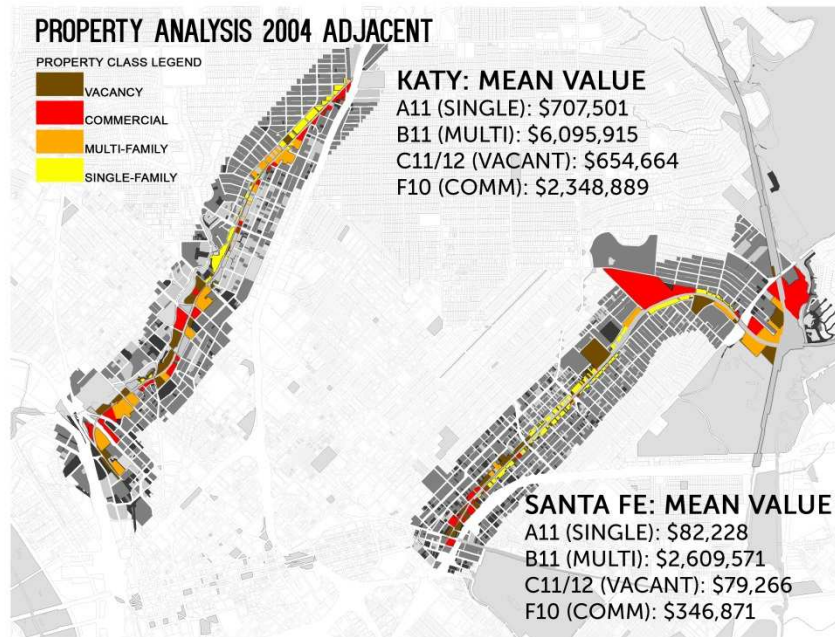 PROPERTY ANALYSIS 2004 ADJACENT
PROPERTY CLASS LEGEND
VACANCY
COMMERCIAL
MULTI-FAMILY
SINGLE-FAMILY
KATY: MEAN VALUE
A11 (SINGLE): $707,501
B11 (MULTI): $6,095,915
C11/12 (VACANT): $654,664
F10 (COMM): $2,348,889
SANTA FE: MEAN VALUE
A11 (SINGLE): $82,228
B11 (MULTI): $2,609,571
C11/12 (VACANT): $79,266
F10 (COMM): $346,871